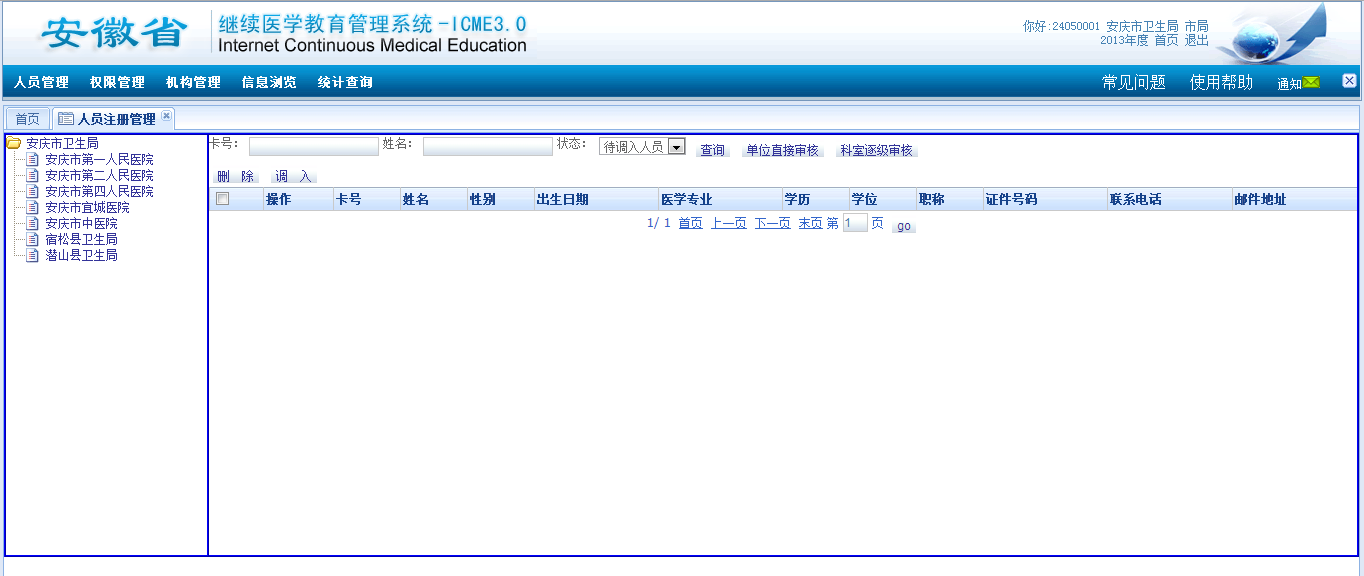 安徽省
继续医学教育管理系统-ICME3.0
Internet Continuous Medical Education
你好:24050001 安庆市卫生局 市局
2013年度 首页 退出
人员管理 权限管理 机构管理 信息浏览 统计查询 常见问题 使用帮助 通知
首页 人员注册管理
安庆市卫生局
安庆市第一人民医院
安庆市第二人民医院
安庆市第四人民医院
安庆市宜城医院
安庆市中医院
宿松县卫生局
潜山县卫生局
卡号: 姓名: 状态: 待调入人员 查询 单位直接审核 科室逐级审核
删 除 调 入
操作 卡号 姓名 性别 出生日期 医学专业 学历 学位 职称 证件号码 联系电话 邮件地址
1/ 1 首页 上一页 下一页 末页 第 1 页 go